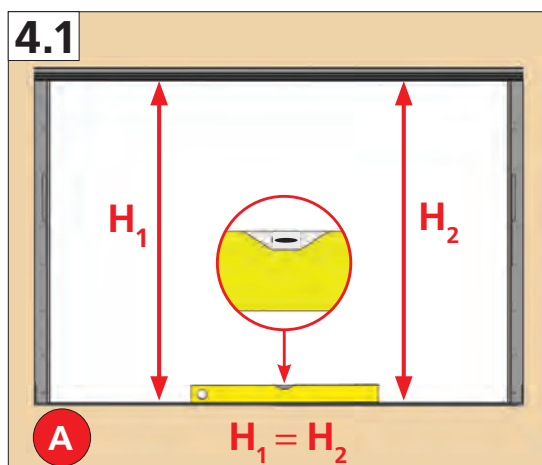 4.1
H₁
H₂
A
H₁ = H₂